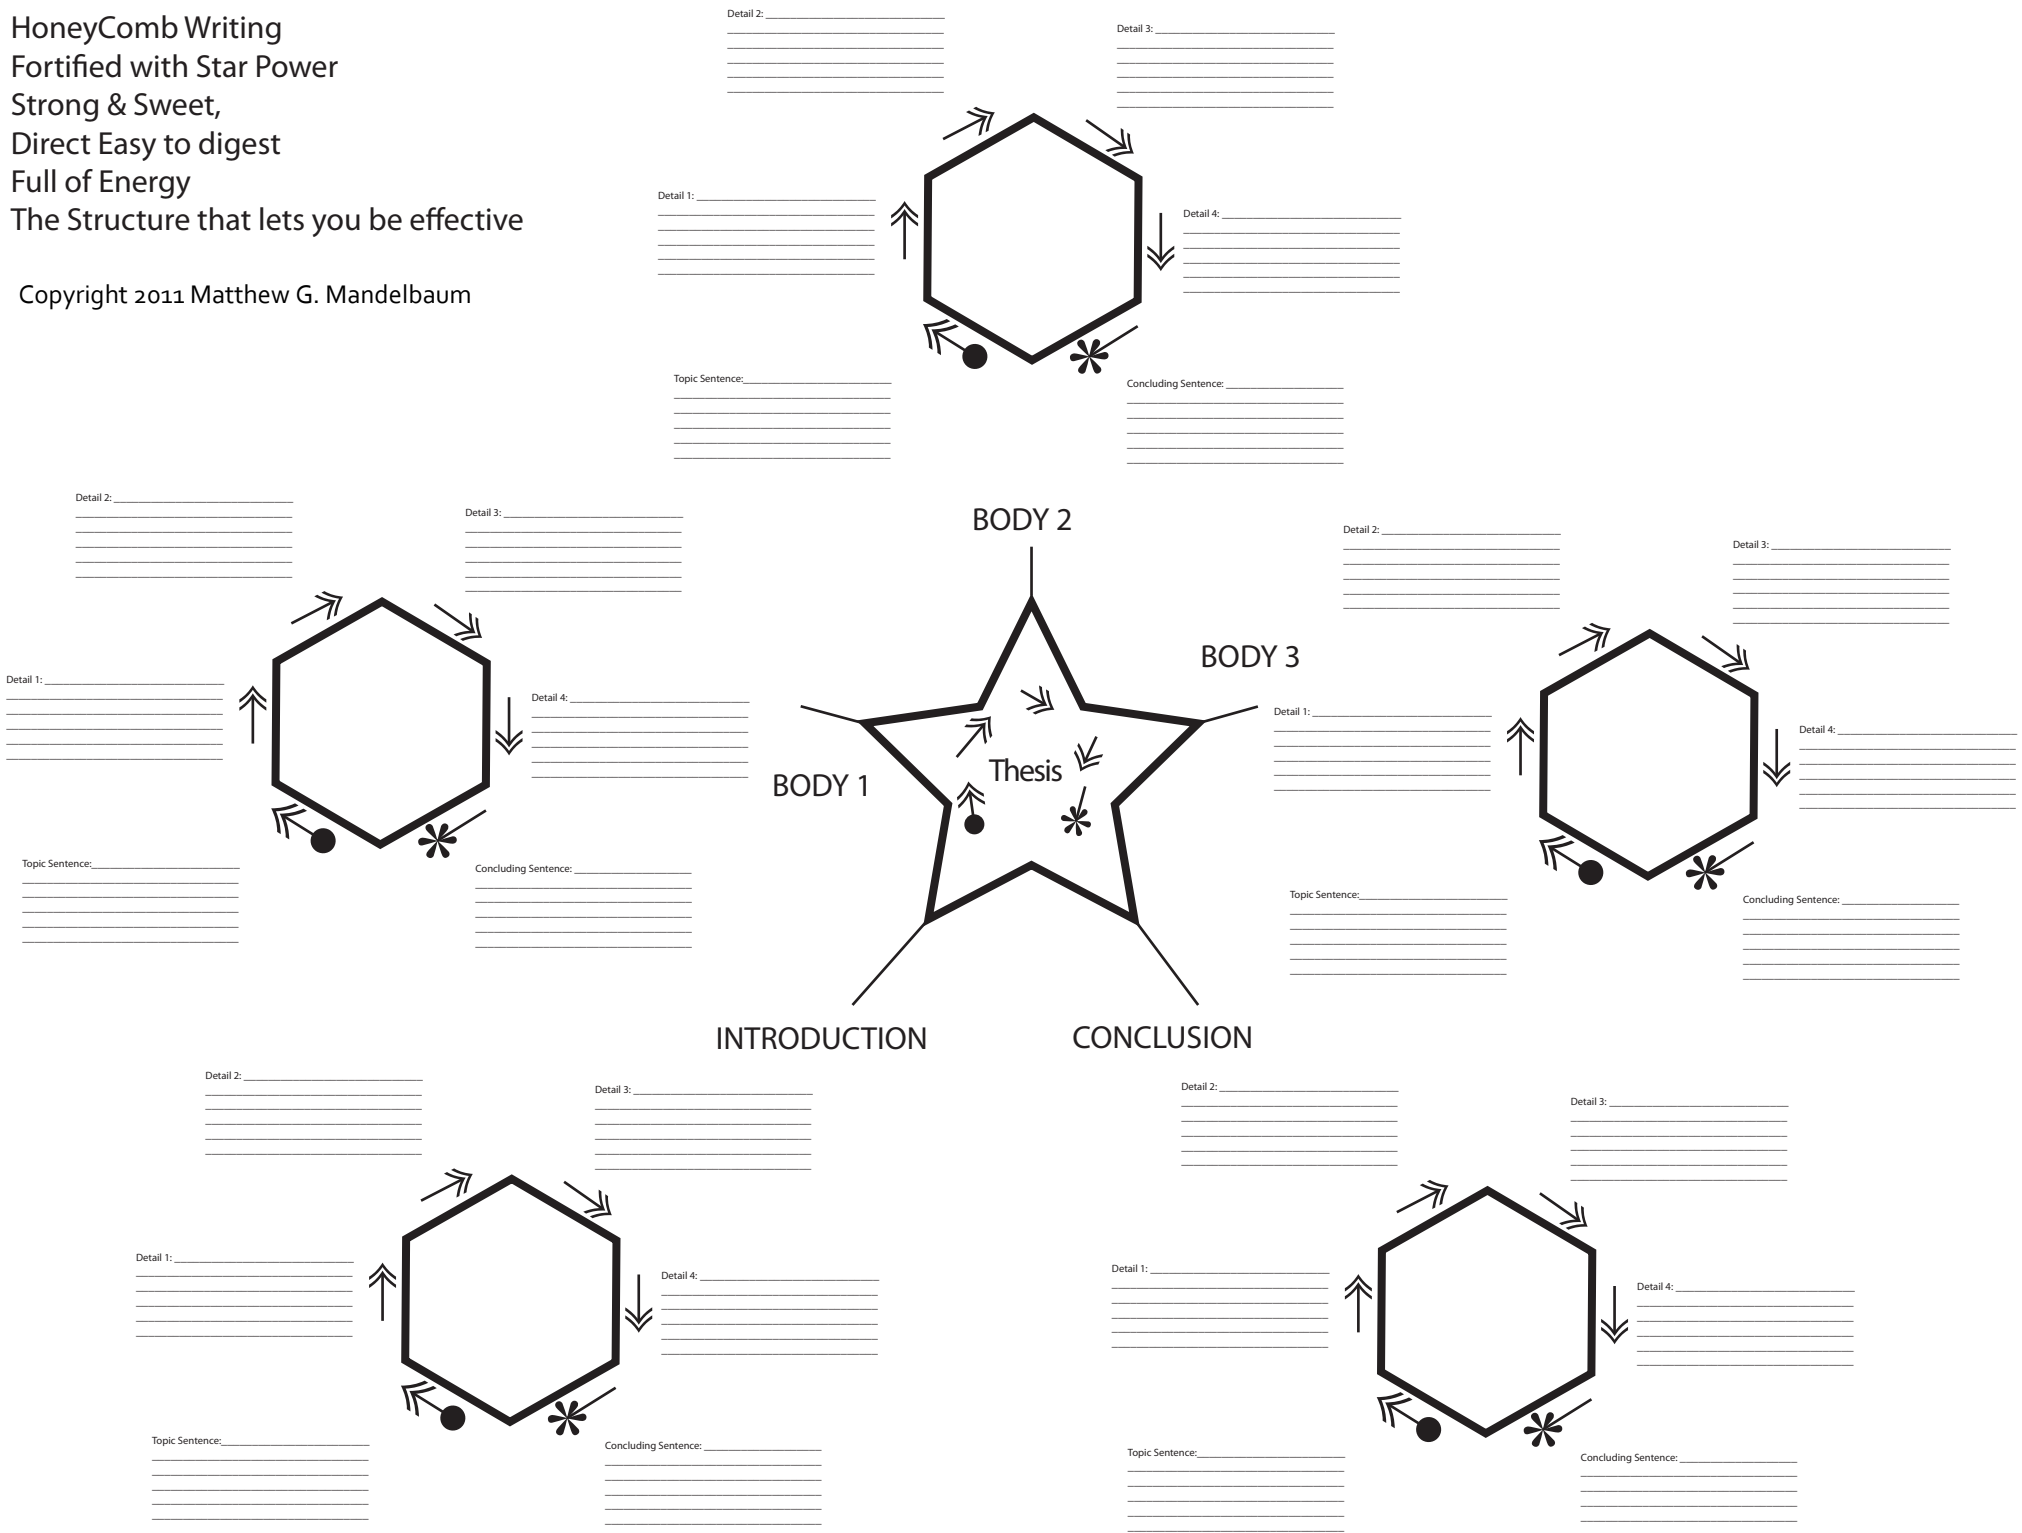 HoneyComb Writing
Fortified with Star Power
Strong & Sweet,
Direct Easy to digest
Full of Energy
The Structure that lets you be effective
Copyright 2011 Matthew G. Mandelbaum
Detail 2:
Detail 3:
Detail 1:
Detail 4:
Topic Sentence:
Concluding Sentence:
BODY 2
Detail 2:
Detail 3:
Detail 1:
Detail 4:
Topic Sentence:
Concluding Sentence:
BODY 1
Thesis
BODY 3
Detail 2:
Detail 3:
Detail 1:
Detail 4:
Topic Sentence:
Concluding Sentence:
INTRODUCTION
CONCLUSION
Detail 2:
Detail 3:
Detail 1:
Detail 4:
Topic Sentence:
Concluding Sentence:
Detail 2:
Detail 3:
Detail 1:
Detail 4:
Topic Sentence:
Concluding Sentence: